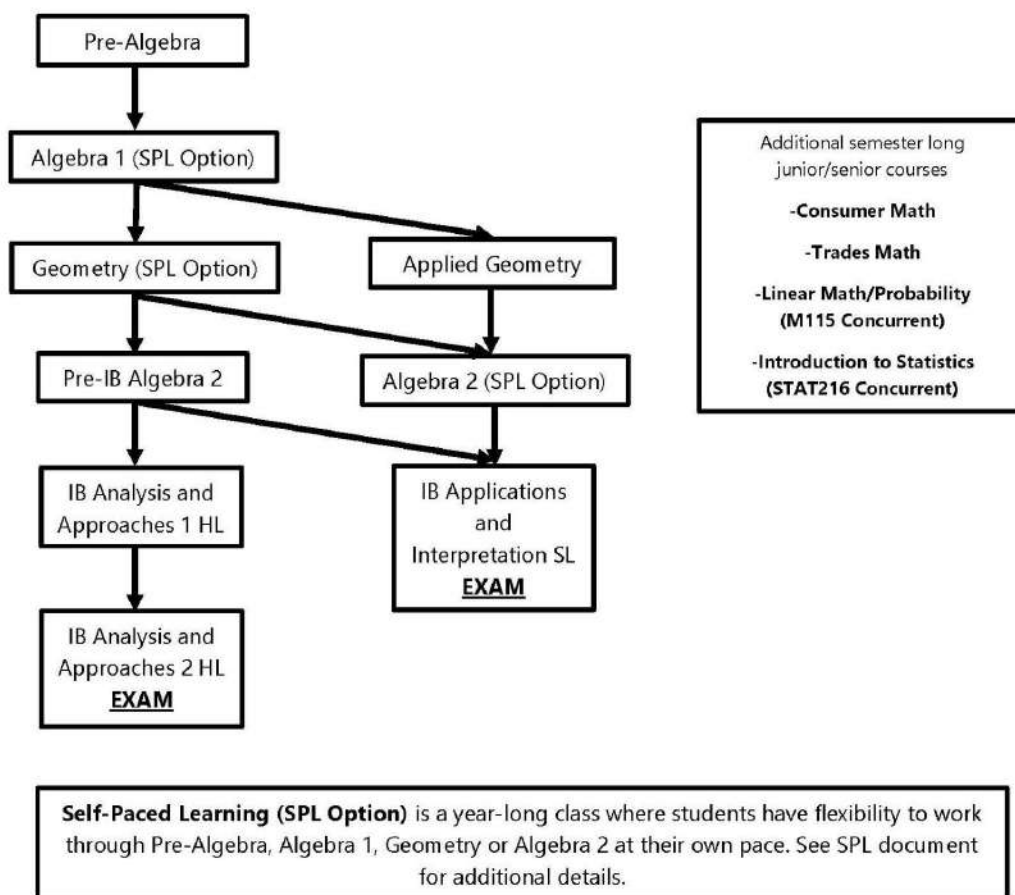 Pre-Algebra
Algebra 1 (SPL Option)
Geometry (SPL Option)
Applied Geometry
Pre-IB Algebra 2
Algebra 2 (SPL Option)
IB Analysis and
Approaches 1 HL
IB Applications
and
Interpretation SL
EXAM
IB Analysis and
Approaches 2 HL
EXAM
Additional semester long
junior/senior courses
-Consumer Math
-Trades Math
-Linear Math/Probability
(M115 Concurrent)
-Introduction to Statistics
(STAT216 Concurrent)
Self-Paced Learning (SPL Option) is a year-long class where students have flexibility to work
through Pre-Algebra, Algebra 1, Geometry or Algebra 2 at their own pace. See SPL document
for additional details.